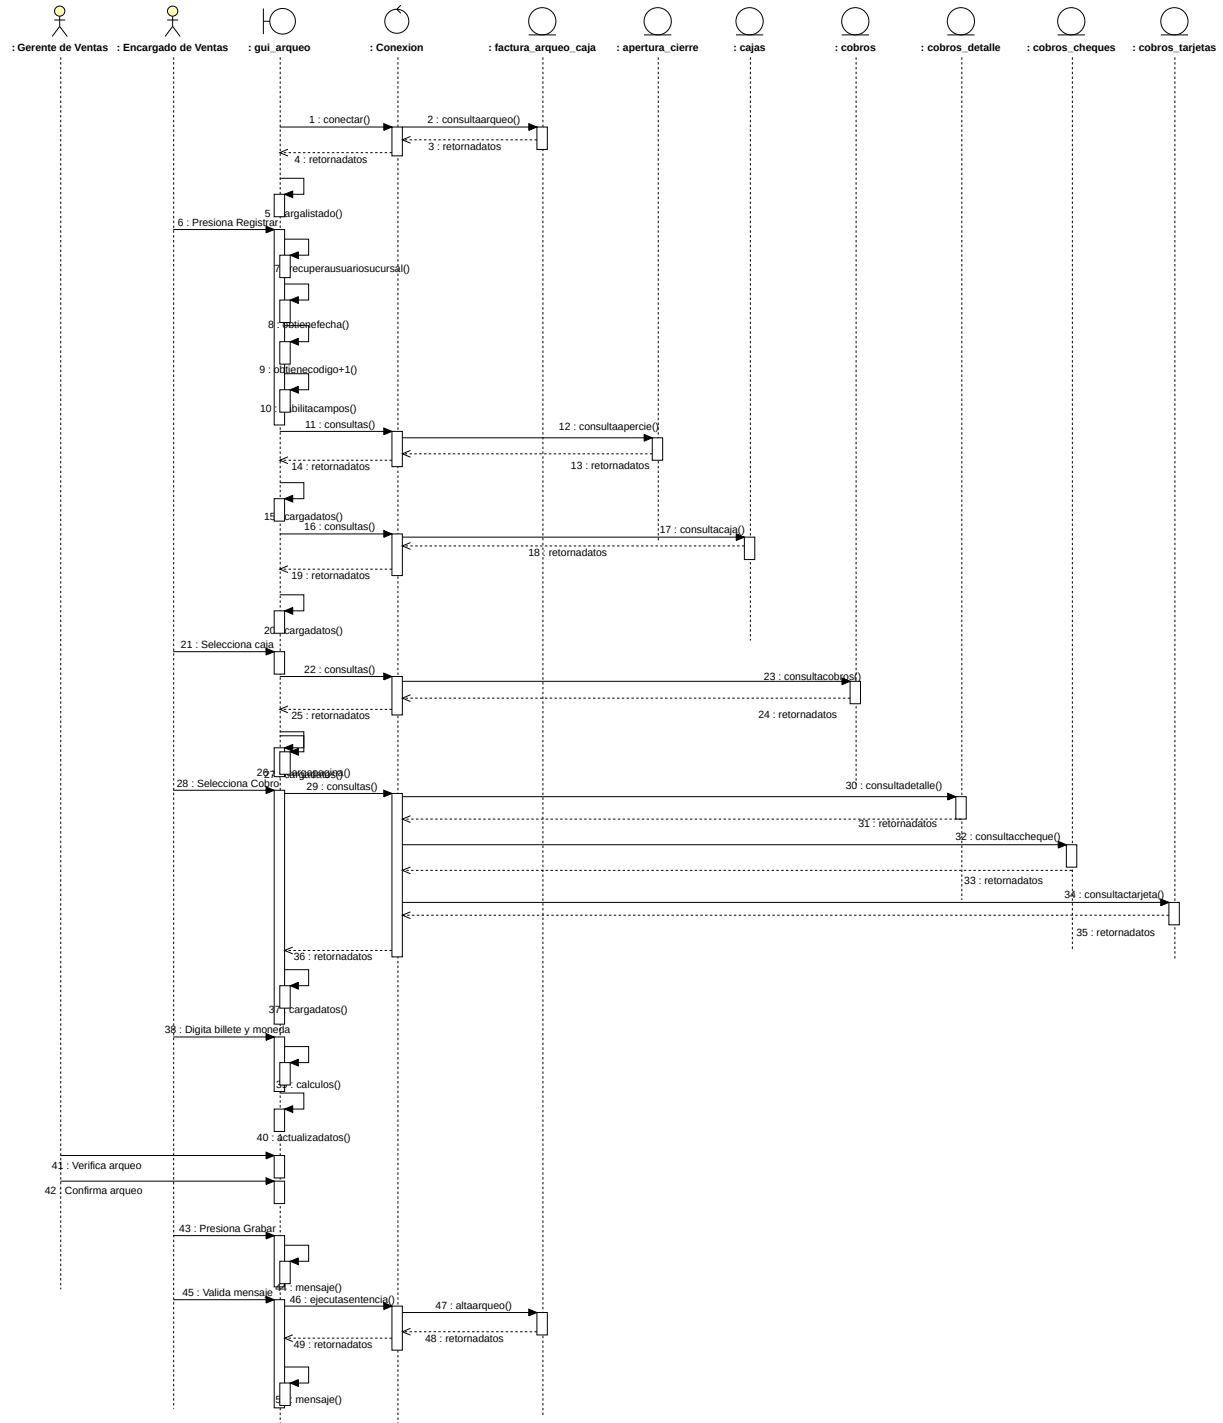 : Gerente de Ventas
: Encargado de Ventas
: gui_arqueo
: Conexion
: factura_arqueo_caja
: apertura_cierre
: cajas
: cobros
: cobros_detalle
: cobros_cheques
: cobros_tarjetas
1 : conectar()
2 : consultaarqueo()
3 : retornadatos
4 : retornadatos
5 : cargalistado()
6 : Presiona Registrar
7 : recuperausuariosucursal()
8 : obtienefecha()
9 : obtienecodigo+1()
10 : habilitacampos()
11 : consultas()
12 : consultaapercie()
13 : retornadatos
14 : retornadatos
15 : cargadatos()
16 : consultas()
17 : consultacaja()
18 : retornadatos
19 : retornadatos
20 : cargadatos()
21 : Selecciona caja
22 : consultas()
23 : consultacobros()
24 : retornadatos
25 : retornadatos
26 : cargapagina()
27 : cargadatos()
28 : Selecciona Cobro
29 : consultas()
30 : consultadetalle()
31 : retornadatos
32 : consultaccheque()
33 : retornadatos
34 : consultactarjeta()
35 : retornadatos
36 : retornadatos
37 : cargadatos()
38 : Digita billete y moneda
39 : calculos()
40 : actualizadatos()
41 : Verifica arqueo
42 : Confirma arqueo
43 : Presiona Grabar
44 : mensaje()
45 : Valida mensaje
46 : ejecutasentencia()
47 : altaarqueo()
48 : retornadatos
49 : retornadatos
: mensaje()